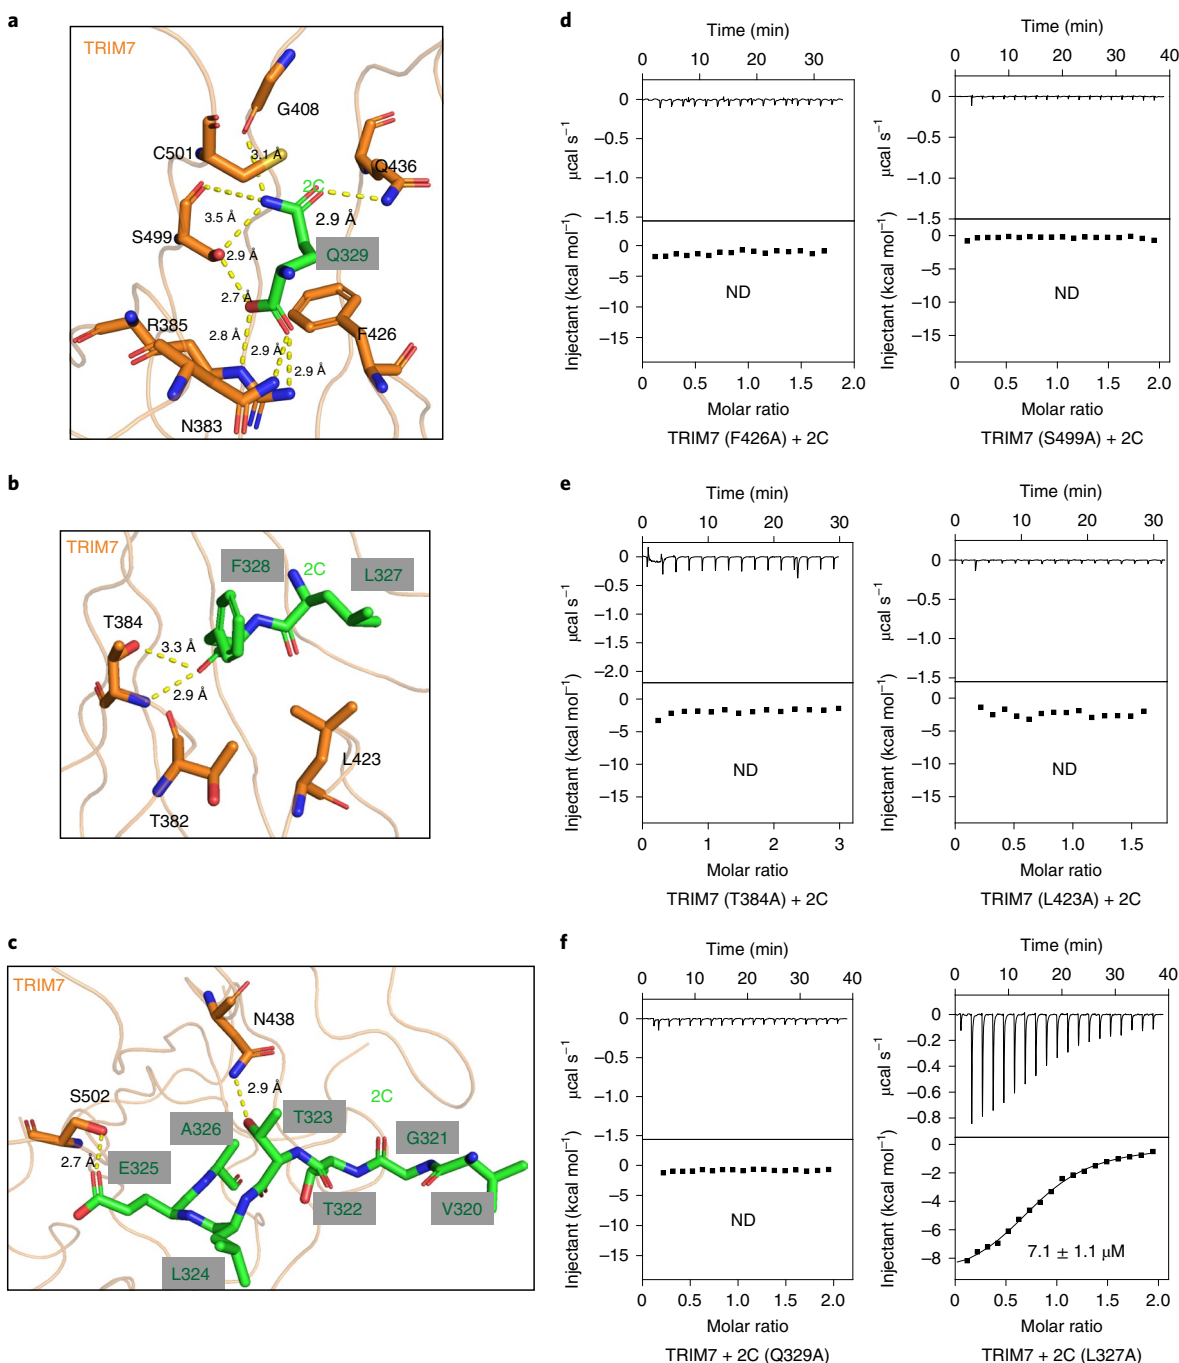 a
TRIM7
G408
C501
3.1 Å
Q436
2C
3.5 Å
2.9 Å
S499
2.9 Å
Q329
2.7 Å
R385
2.8 Å
F426
2.9 Å
2.9 Å
N383
b
TRIM7
F328
2C
L327
T384
3.3 Å
2.9 Å
L423
T382
c
TRIM7
N438
S502
2.9 Å
2C
A326
T323
2.7 Å
E325
G321
T322
V320
L324
d
Time (min)
0 10 20 30
0
–0.5
–1.0
–1.5
µcal s–1
0
–5
–10
–15
Injectant (kcal mol–1)
ND
0 0.5 1.0 1.5 2.0
Molar ratio
TRIM7 (F426A) + 2C
Time (min)
0 10 20 30 40
0
–0.5
–1.0
–1.5
µcal s–1
0
–5
–10
–15
Injectant (kcal mol–1)
ND
0 0.5 1.0 1.5 2.0
Molar ratio
TRIM7 (S499A) + 2C
e
Time (min)
0 10 20 30
0
–0.5
–1.0
–1.5
–2.0
µcal s–1
0
–5
–10
–15
Injectant (kcal mol–1)
ND
0 1 2 3
Molar ratio
TRIM7 (T384A) + 2C
Time (min)
0 10 20 30
0
–0.5
–1.0
–1.5
µcal s–1
0
–5
–10
–15
Injectant (kcal mol–1)
ND
0 0.5 1.0 1.5
Molar ratio
TRIM7 (L423A) + 2C
f
Time (min)
0 10 20 30 40
0
–0.5
–1.0
–1.5
µcal s–1
0
–5
–10
–15
Injectant (kcal mol–1)
ND
0 0.5 1.0 1.5 2.0
Molar ratio
TRIM7 + 2C (Q329A)
Time (min)
0 10 20 30 40
0
–0.2
–0.4
–0.6
–0.8
µcal s–1
0
–2
–4
–6
–8
Injectant (kcal mol–1)
7.1 ± 1.1 µM
0 0.5 1.0 1.5 2.0
Molar ratio
TRIM7 + 2C (L327A)